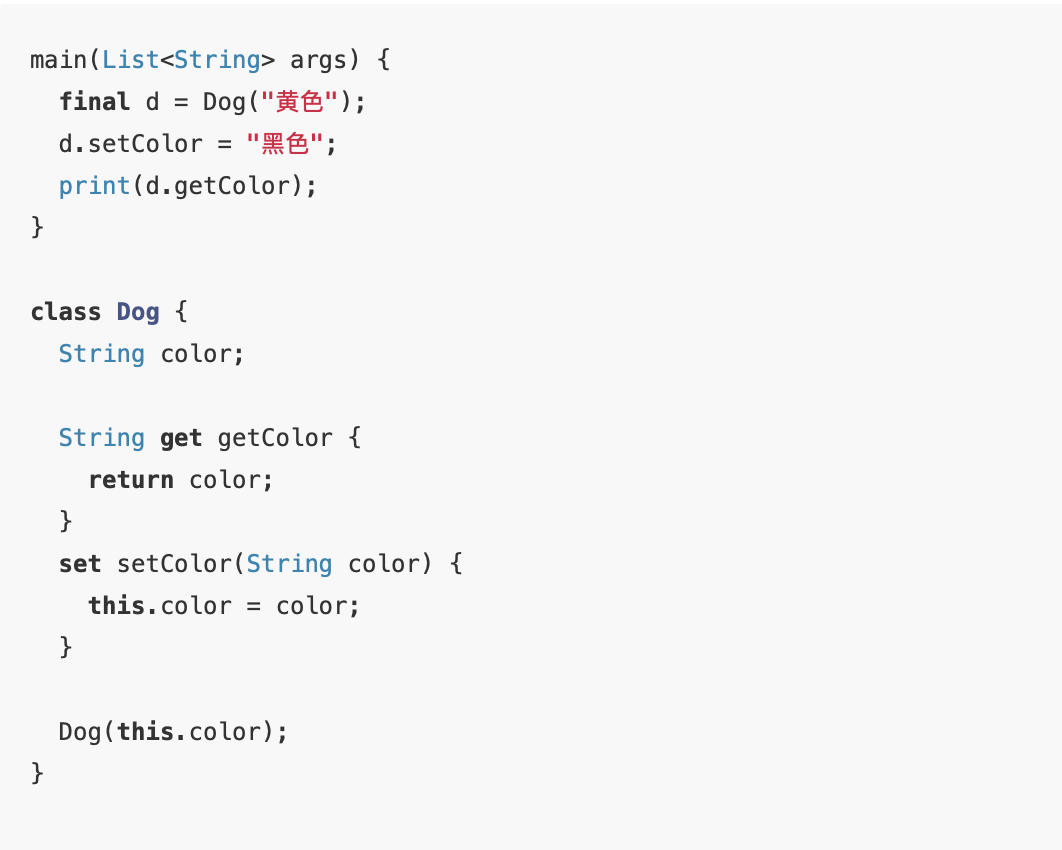 main(List<String> args) {
  final d = Dog("黄色");
  d.setColor = "黑色";
  print(d.getColor);
}

class Dog {
  String color;

  String get getColor {
    return color;
  }
  set setColor(String color) {
    this.color = color;
  }

  Dog(this.color);
}